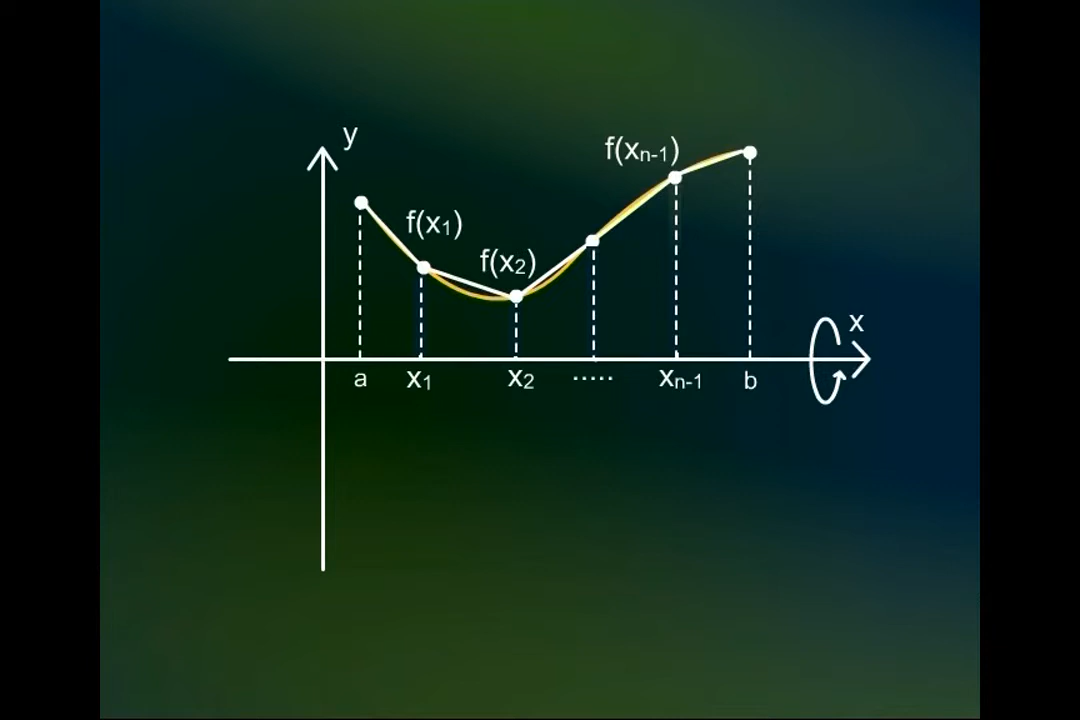 y
f(xn-1)
f(x1)
f(x2)
x
a x1 x2 ..... xn-1 b